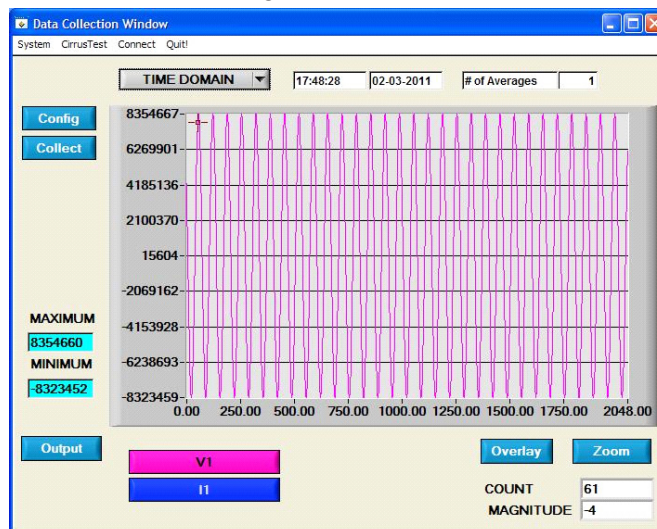 Data Collection Window
System CirrusTest Connect Quit!
TIME DOMAIN 17:48:28 02-03-2011 # of Averages 1
Config
Collect
8354667
6269901
4185136
2100370
15604
-2069162
-4153928
-6238693
-8323459
0.00 250.00 500.00 750.00 1000.00 1250.00 1500.00 1750.00 2048.00
MAXIMUM
8354660
MINIMUM
-8323452
Output
V1
I1
Overlay Zoom
COUNT 61
MAGNITUDE -4